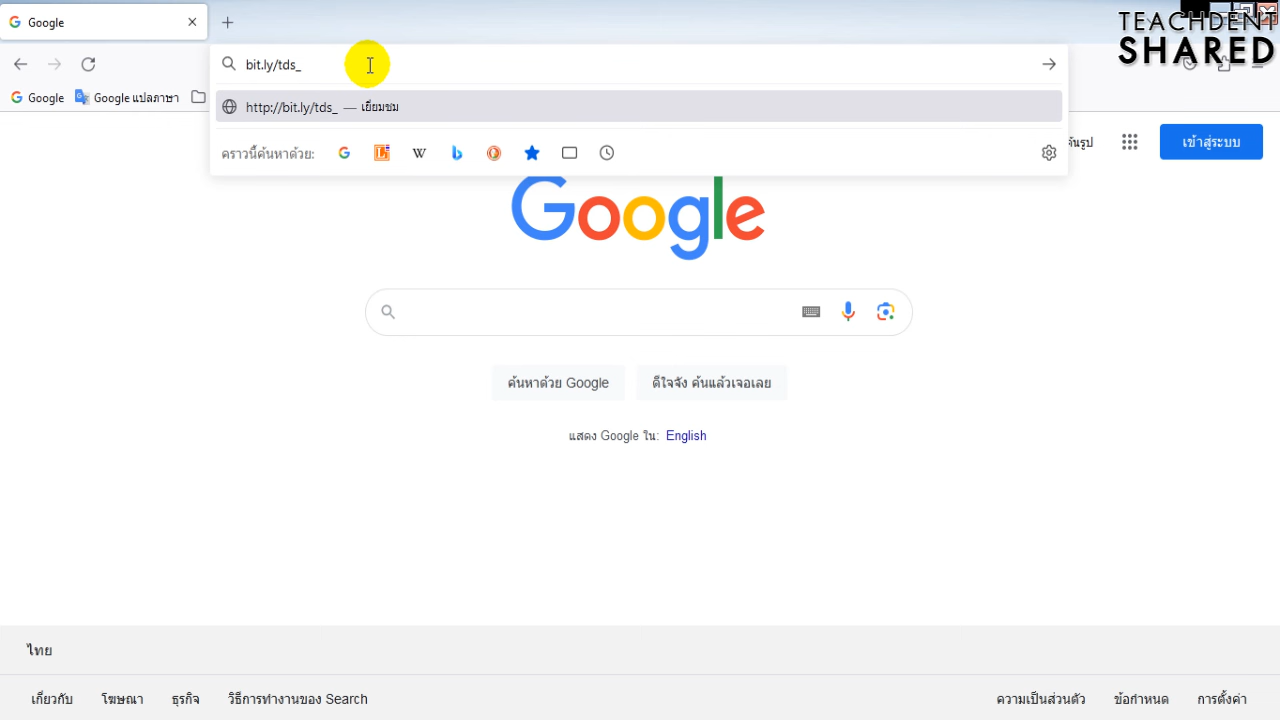 Google
TEACHDENT
SHARED
bit.ly/tds_
Google
Google แปลภาษา
http://bit.ly/tds_ — เยี่ยมชม
คราวนี้ค้นหาด้วย:
ค้นรูป
เข้าสู่ระบบ
Google
ค้นหาด้วย Google
ดีใจจัง ค้นแล้วเจอเลย
แสดง Google ใน: English
ไทย
เกี่ยวกับ
โฆษณา
ธุรกิจ
วิธีการทำงานของ Search
ความเป็นส่วนตัว
ข้อกำหนด
การตั้งค่า